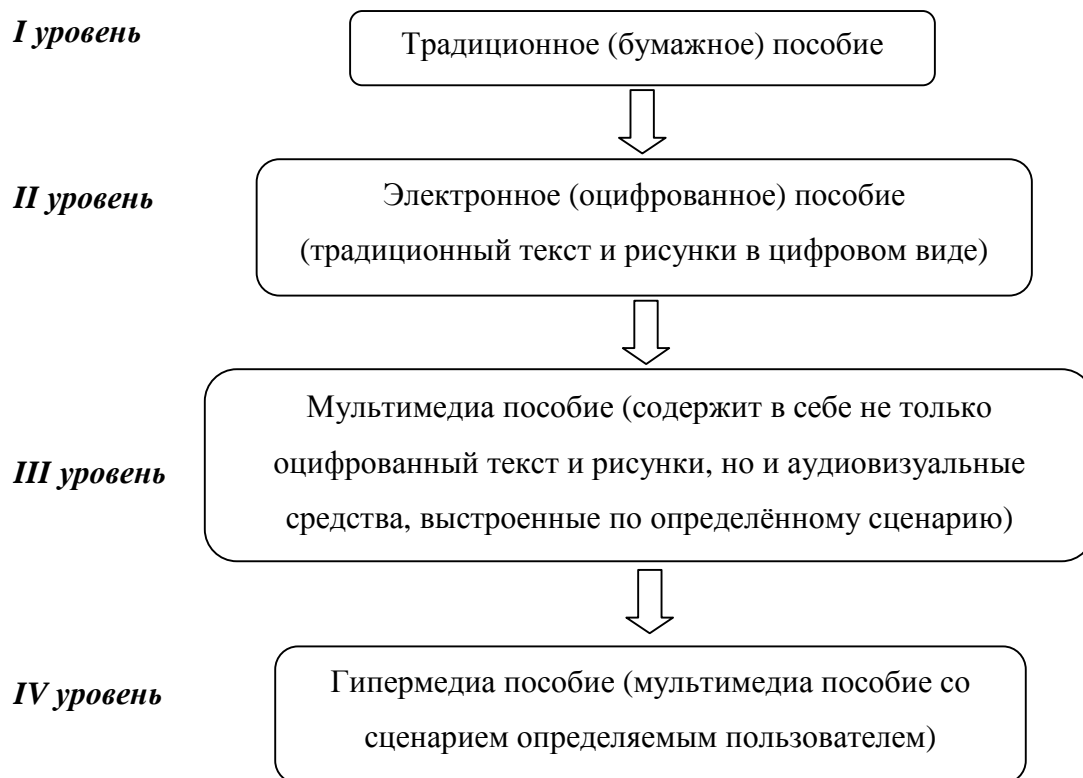 I уровень
Традиционное (бумажное) пособие
II уровень
Электронное (оцифрованное) пособие
(традиционный текст и рисунки в цифровом виде)
III уровень
Мультимедиа пособие (содержит в себе не только
оцифрованный текст и рисунки, но и аудиовизуальные
средства, выстроенные по определённому сценарию)
IV уровень
Гипермедиа пособие (мультимедиа пособие со
сценарием определяемым пользователем)